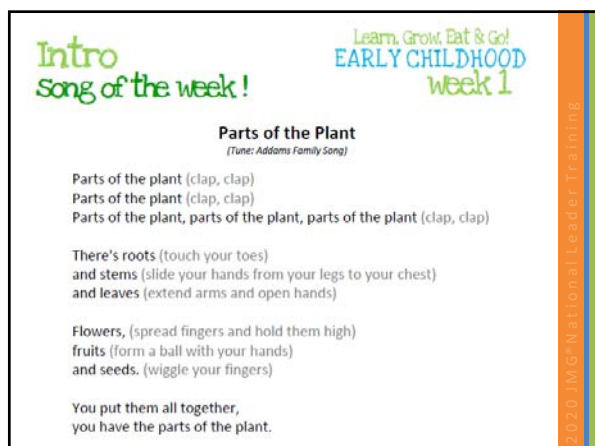 Intro
song of the week!
Learn, Grow, Eat & Go!
EARLY CHILDHOOD
week 1
Parts of the Plant
(Tune: Addams Family Song)
Parts of the plant (clap, clap)
Parts of the plant (clap, clap)
Parts of the plant, parts of the plant, parts of the plant (clap, clap)
There's roots (touch your toes)
and stems (slide your hands from your legs to your chest)
and leaves (extend arms and open hands)
Flowers, (spread fingers and hold them high)
fruits (form a ball with your hands)
and seeds. (wiggle your fingers)
You put them all together,
you have the parts of the plant.
2020 JMG® National Leader Training